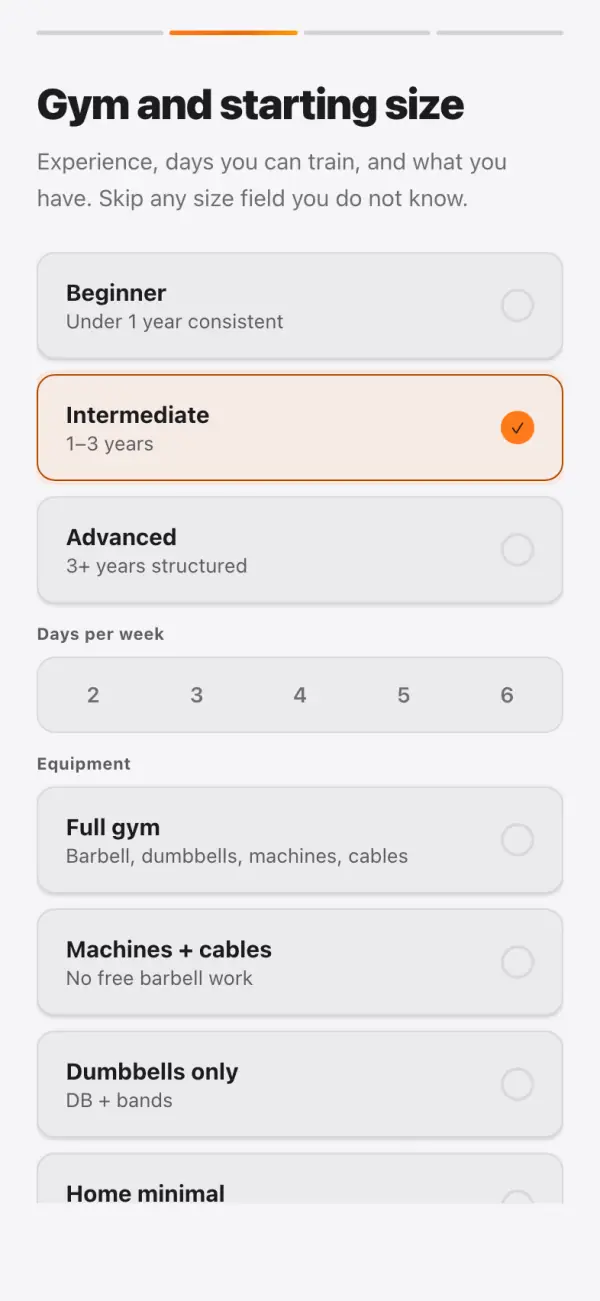 Gym and starting size
Experience, days you can train, and what you
have. Skip any size field you do not know.
Beginner
Under 1 year consistent
Intermediate
1–3 years
Advanced
3+ years structured
Days per week
2 3 4 5 6
Equipment
Full gym
Barbell, dumbbells, machines, cables
Machines + cables
No free barbell work
Dumbbells only
DB + bands
Home minimal